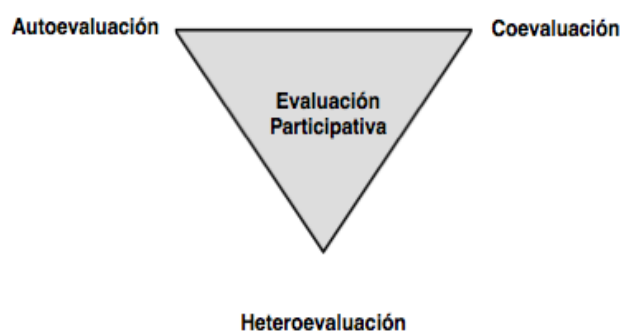 Autoevaluación
Coevaluación
Evaluación
Participativa
Heteroevaluación